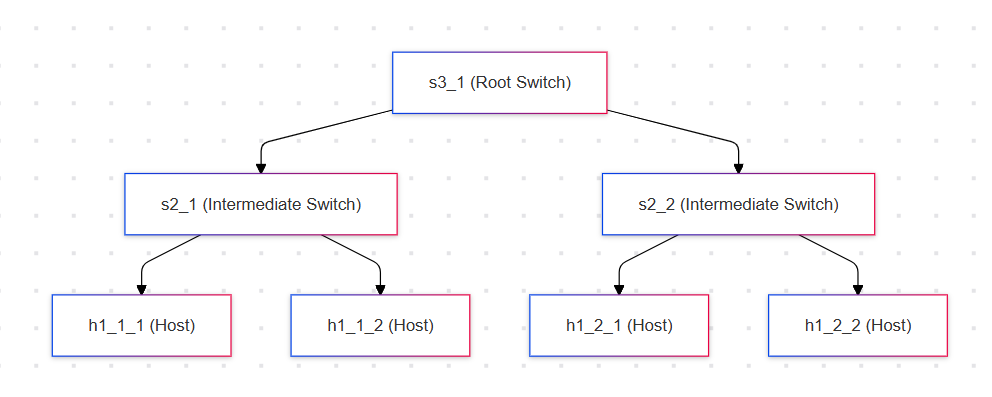 s3_1 (Root Switch)
s2_1 (Intermediate Switch)
s2_2 (Intermediate Switch)
h1_1_1 (Host)
h1_1_2 (Host)
h1_2_1 (Host)
h1_2_2 (Host)